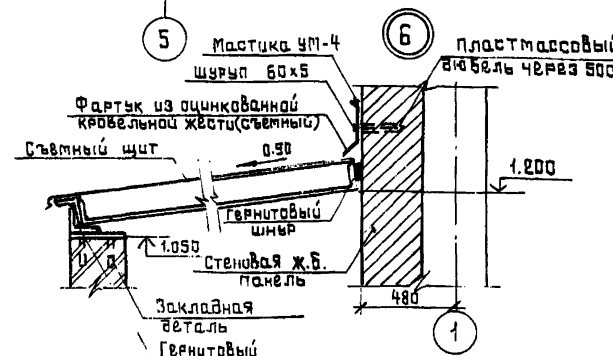 5
6
Мастика УМ-4
шуруп 60х5
Пластмассовый
дюбель через 500
Фартук из оцинкованной
кровельной жести(съемный)
Съемный щит
0.90
1.200
Гернитовый
шнур
1.050
Стеновая ж.б.
панель
480
Закладная
деталь
1
Гернитовый